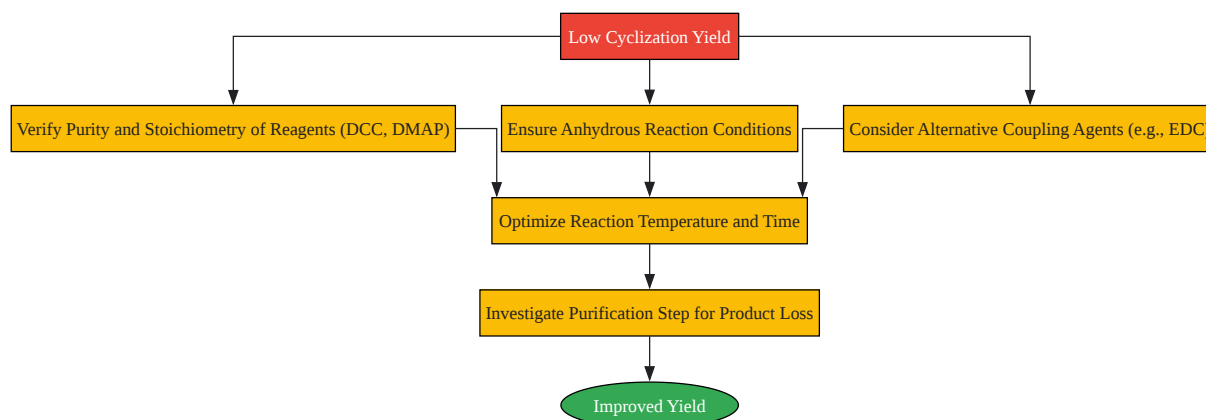 Low Cyclization Yield
Verify Purity and Stoichiometry of Reagents (DCC, DMAP)
Ensure Anhydrous Reaction Conditions
Consider Alternative Coupling Agents (e.g., EDC)
Optimize Reaction Temperature and Time
Investigate Purification Step for Product Loss
Improved Yield